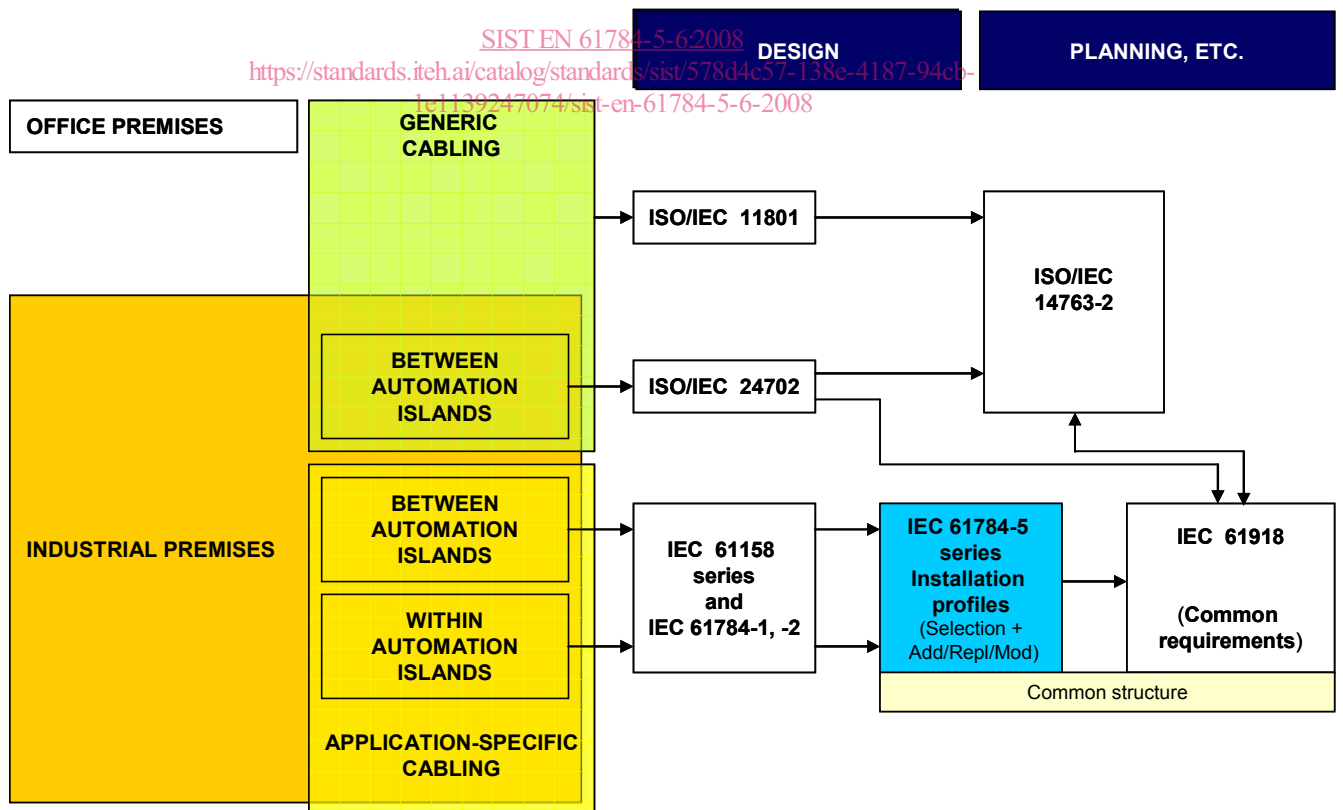 SIST EN 61784-5-6:2008
https://standards.iteh.ai/catalog/standards/sist/578d4c57-138e-4187-94cb-
1e1139247074/sist-en-61784-5-6-2008
DESIGN
PLANNING, ETC.
OFFICE PREMISES
GENERIC
CABLING
ISO/IEC 11801
ISO/IEC
14763-2
BETWEEN
AUTOMATION
ISLANDS
ISO/IEC 24702
INDUSTRIAL PREMISES
BETWEEN
AUTOMATION
ISLANDS
WITHIN
AUTOMATION
ISLANDS
APPLICATION-SPECIFIC
CABLING
IEC 61158
series
and
IEC 61784-1, -2
IEC 61784-5
series
Installation
profiles
(Selection +
Add/Repl/Mod)
IEC 61918
(Common
requirements)
Common structure